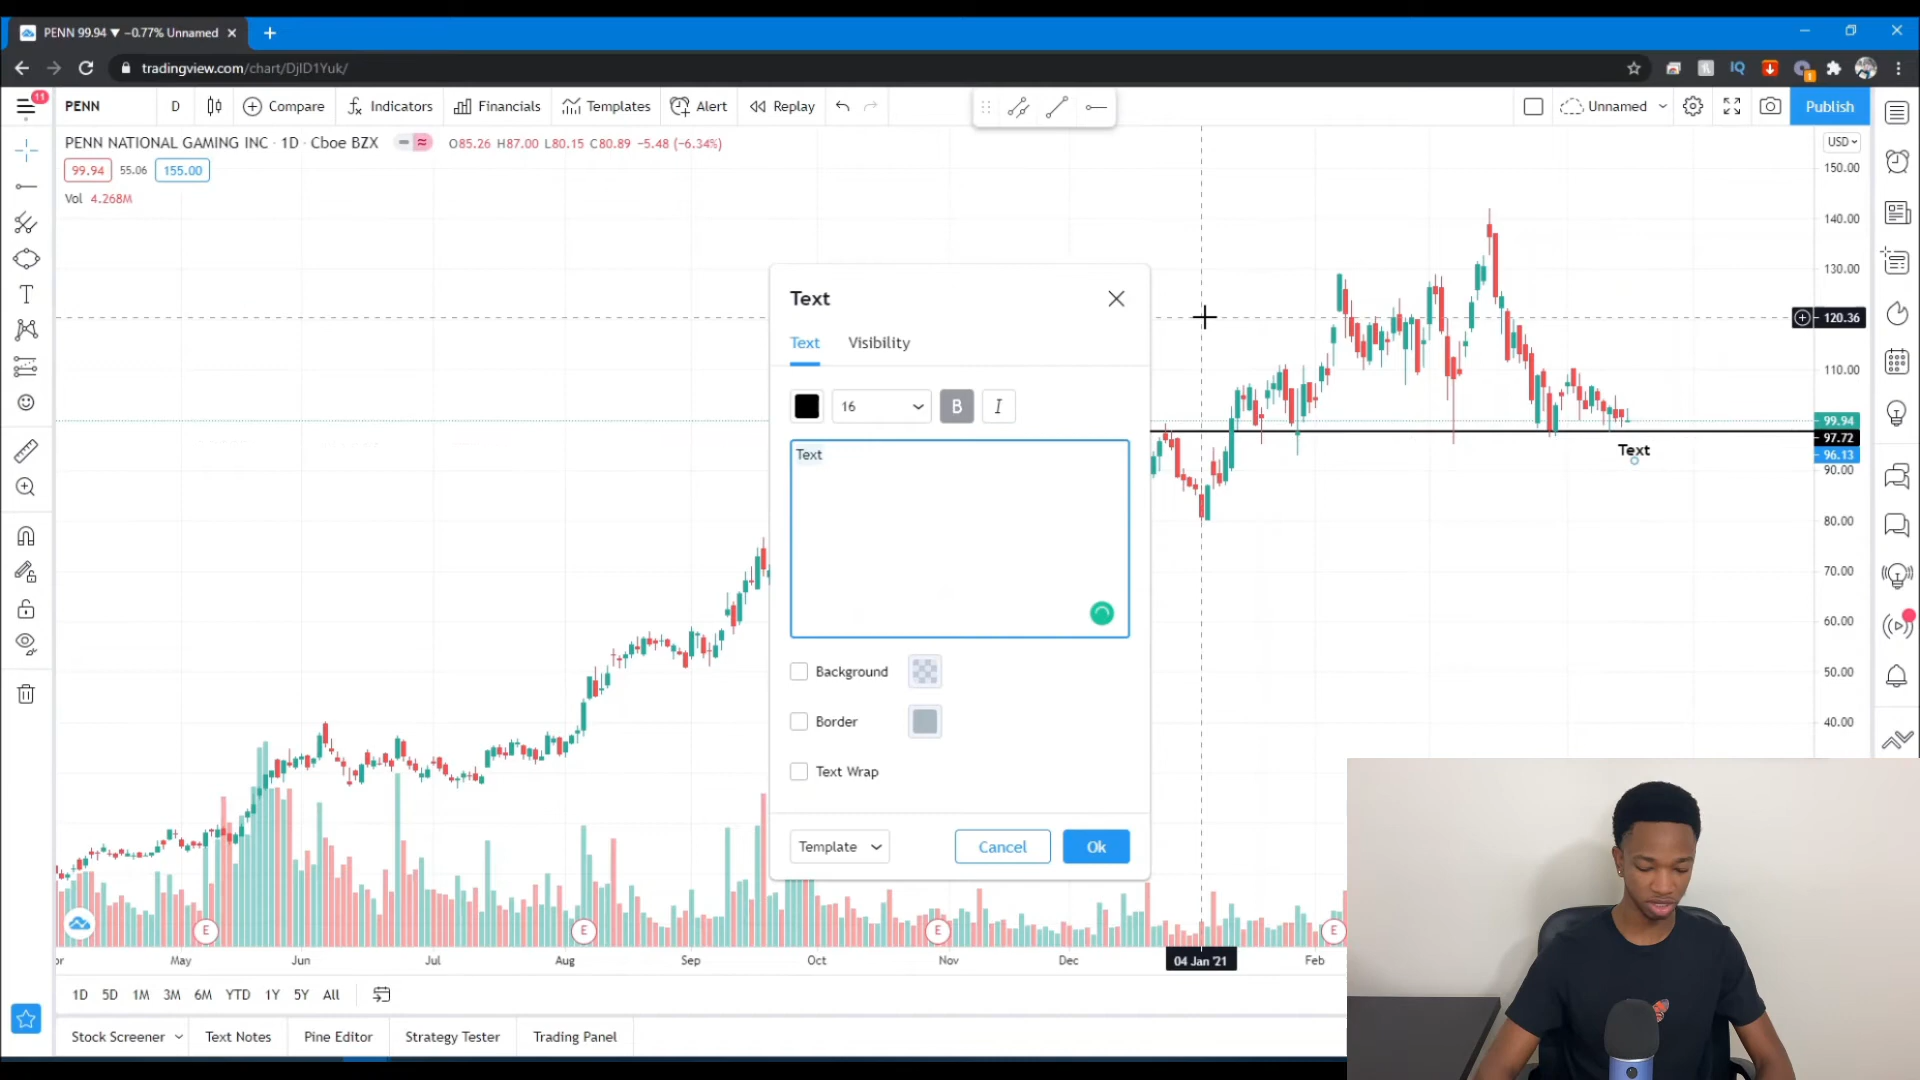 PENN 99.94 ▼ −0.77% Unnamed
tradingview.com/chart/DjID1Yuk/
11
PENN D Compare Indicators Financials Templates Alert Replay Unnamed Publish
PENN NATIONAL GAMING INC · 1D · Cboe BZX O85.26 H87.00 L80.15 C80.89 −5.48 (−6.34%)
USD
99.94 55.06 155.00
Vol 4.268M
150.00
140.00
130.00
120.36
110.00
99.94
97.72
96.13
90.00
80.00
70.00
60.00
50.00
40.00
Text
Text
Text Visibility
16 B I
Text
Background
Border
Text Wrap
Template Cancel Ok
E E E E
May Jun Jul Aug Sep Oct Nov Dec 04 Jan '21 Feb
1D 5D 1M 3M 6M YTD 1Y 5Y All
Stock Screener Text Notes Pine Editor Strategy Tester Trading Panel